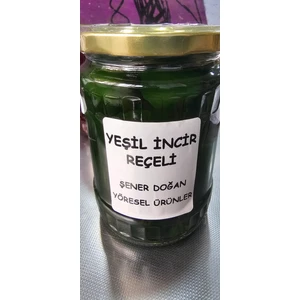 YEŞİL İNCİR
REÇELİ
ŞENER DOĞAN
YÖRESEL ÜRÜNLER